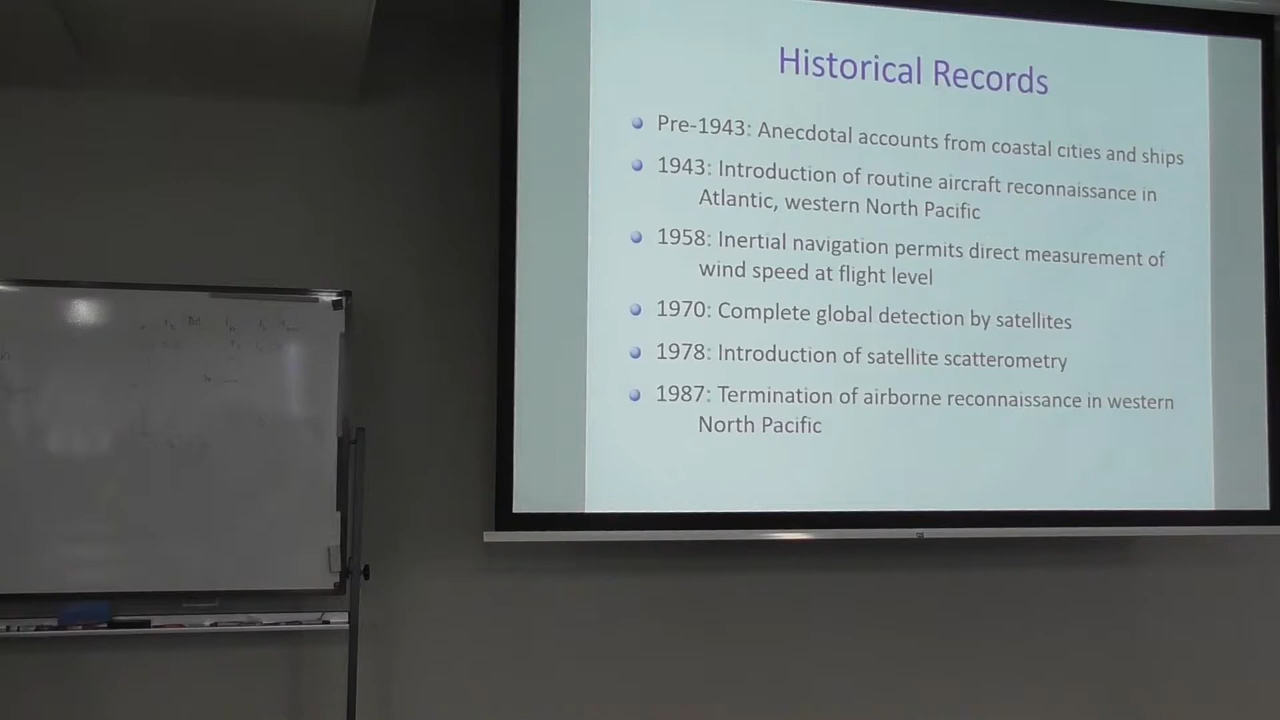 Historical Records
Pre-1943: Anecdotal accounts from coastal cities and ships
1943: Introduction of routine aircraft reconnaissance in
Atlantic, western North Pacific
1958: Inertial navigation permits direct measurement of
wind speed at flight level
1970: Complete global detection by satellites
1978: Introduction of satellite scatterometry
1987: Termination of airborne reconnaissance in western
North Pacific